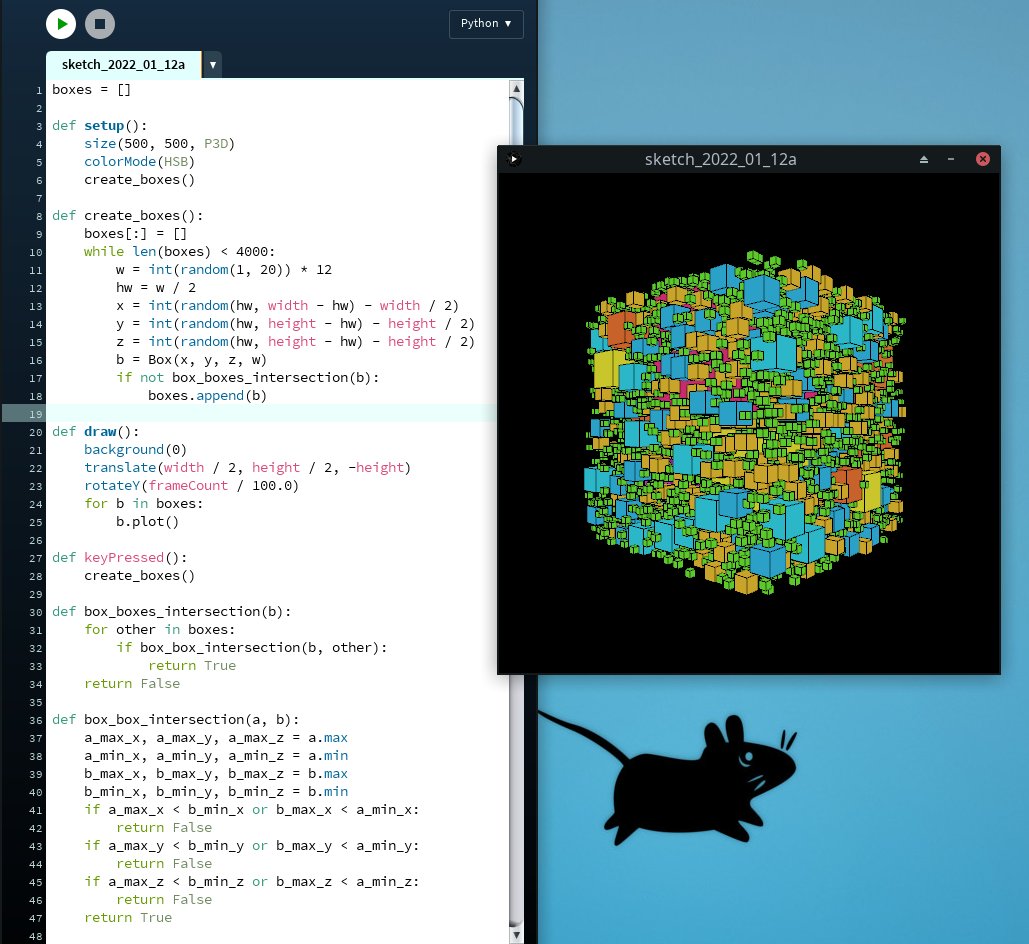 Python ▼
sketch_2022_01_12a ▼
1 boxes = []
2
3 def setup():
4     size(500, 500, P3D)
5     colorMode(HSB)
6     create_boxes()
7
8 def create_boxes():
9     boxes[:] = []
10     while len(boxes) < 4000:
11         w = int(random(1, 20)) * 12
12         hw = w / 2
13         x = int(random(hw, width - hw) - width / 2)
14         y = int(random(hw, height - hw) - height / 2)
15         z = int(random(hw, height - hw) - height / 2)
16         b = Box(x, y, z, w)
17         if not box_boxes_intersection(b):
18             boxes.append(b)
19
20 def draw():
21     background(0)
22     translate(width / 2, height / 2, -height)
23     rotateY(frameCount / 100.0)
24     for b in boxes:
25         b.plot()
26
27 def keyPressed():
28     create_boxes()
29
30 def box_boxes_intersection(b):
31     for other in boxes:
32         if box_box_intersection(b, other):
33             return True
34     return False
35
36 def box_box_intersection(a, b):
37     a_max_x, a_max_y, a_max_z = a.max
38     a_min_x, a_min_y, a_min_z = a.min
39     b_max_x, b_max_y, b_max_z = b.max
40     b_min_x, b_min_y, b_min_z = b.min
41     if a_max_x < b_min_x or b_max_x < a_min_x:
42         return False
43     if a_max_y < b_min_y or b_max_y < a_min_y:
44         return False
45     if a_max_z < b_min_z or b_max_z < a_min_z:
46         return False
47     return True
48
sketch_2022_01_12a